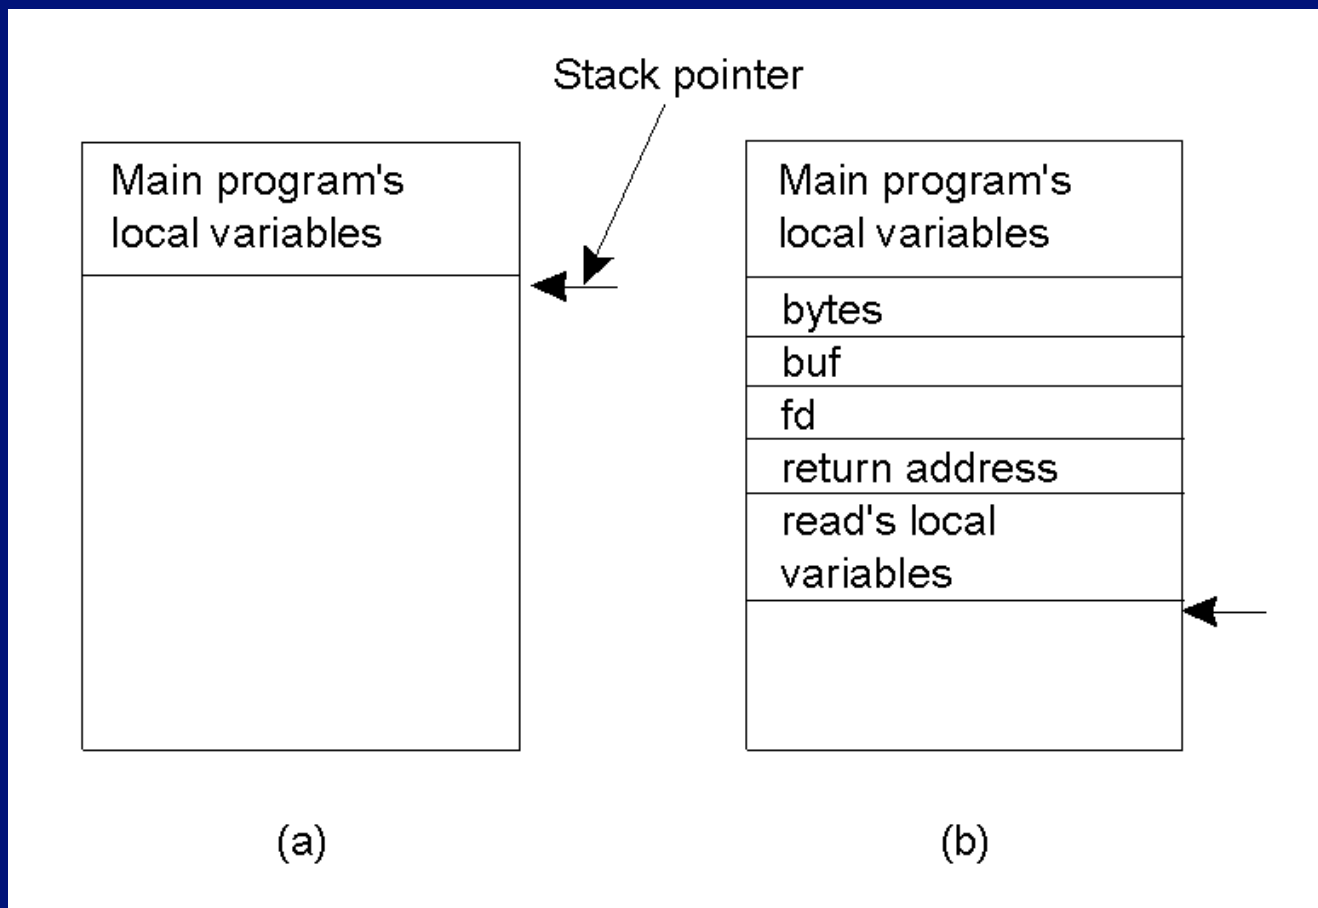 Stack pointer
Main program's
local variables
Main program's
local variables
bytes
buf
fd
return address
read's local
variables
(a)
(b)